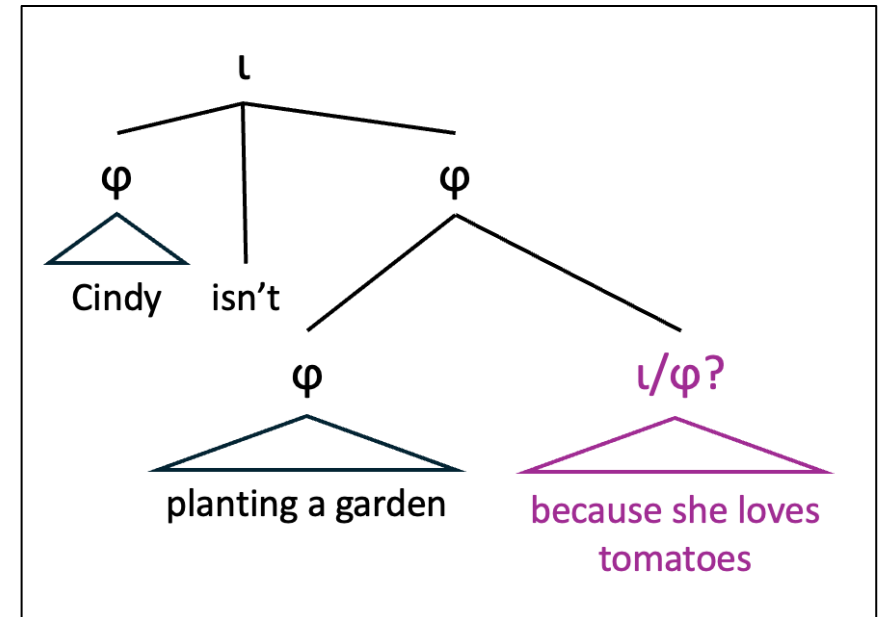 ι
φ φ
Cindy isn’t
φ ι/φ?
planting a garden because she loves
tomatoes